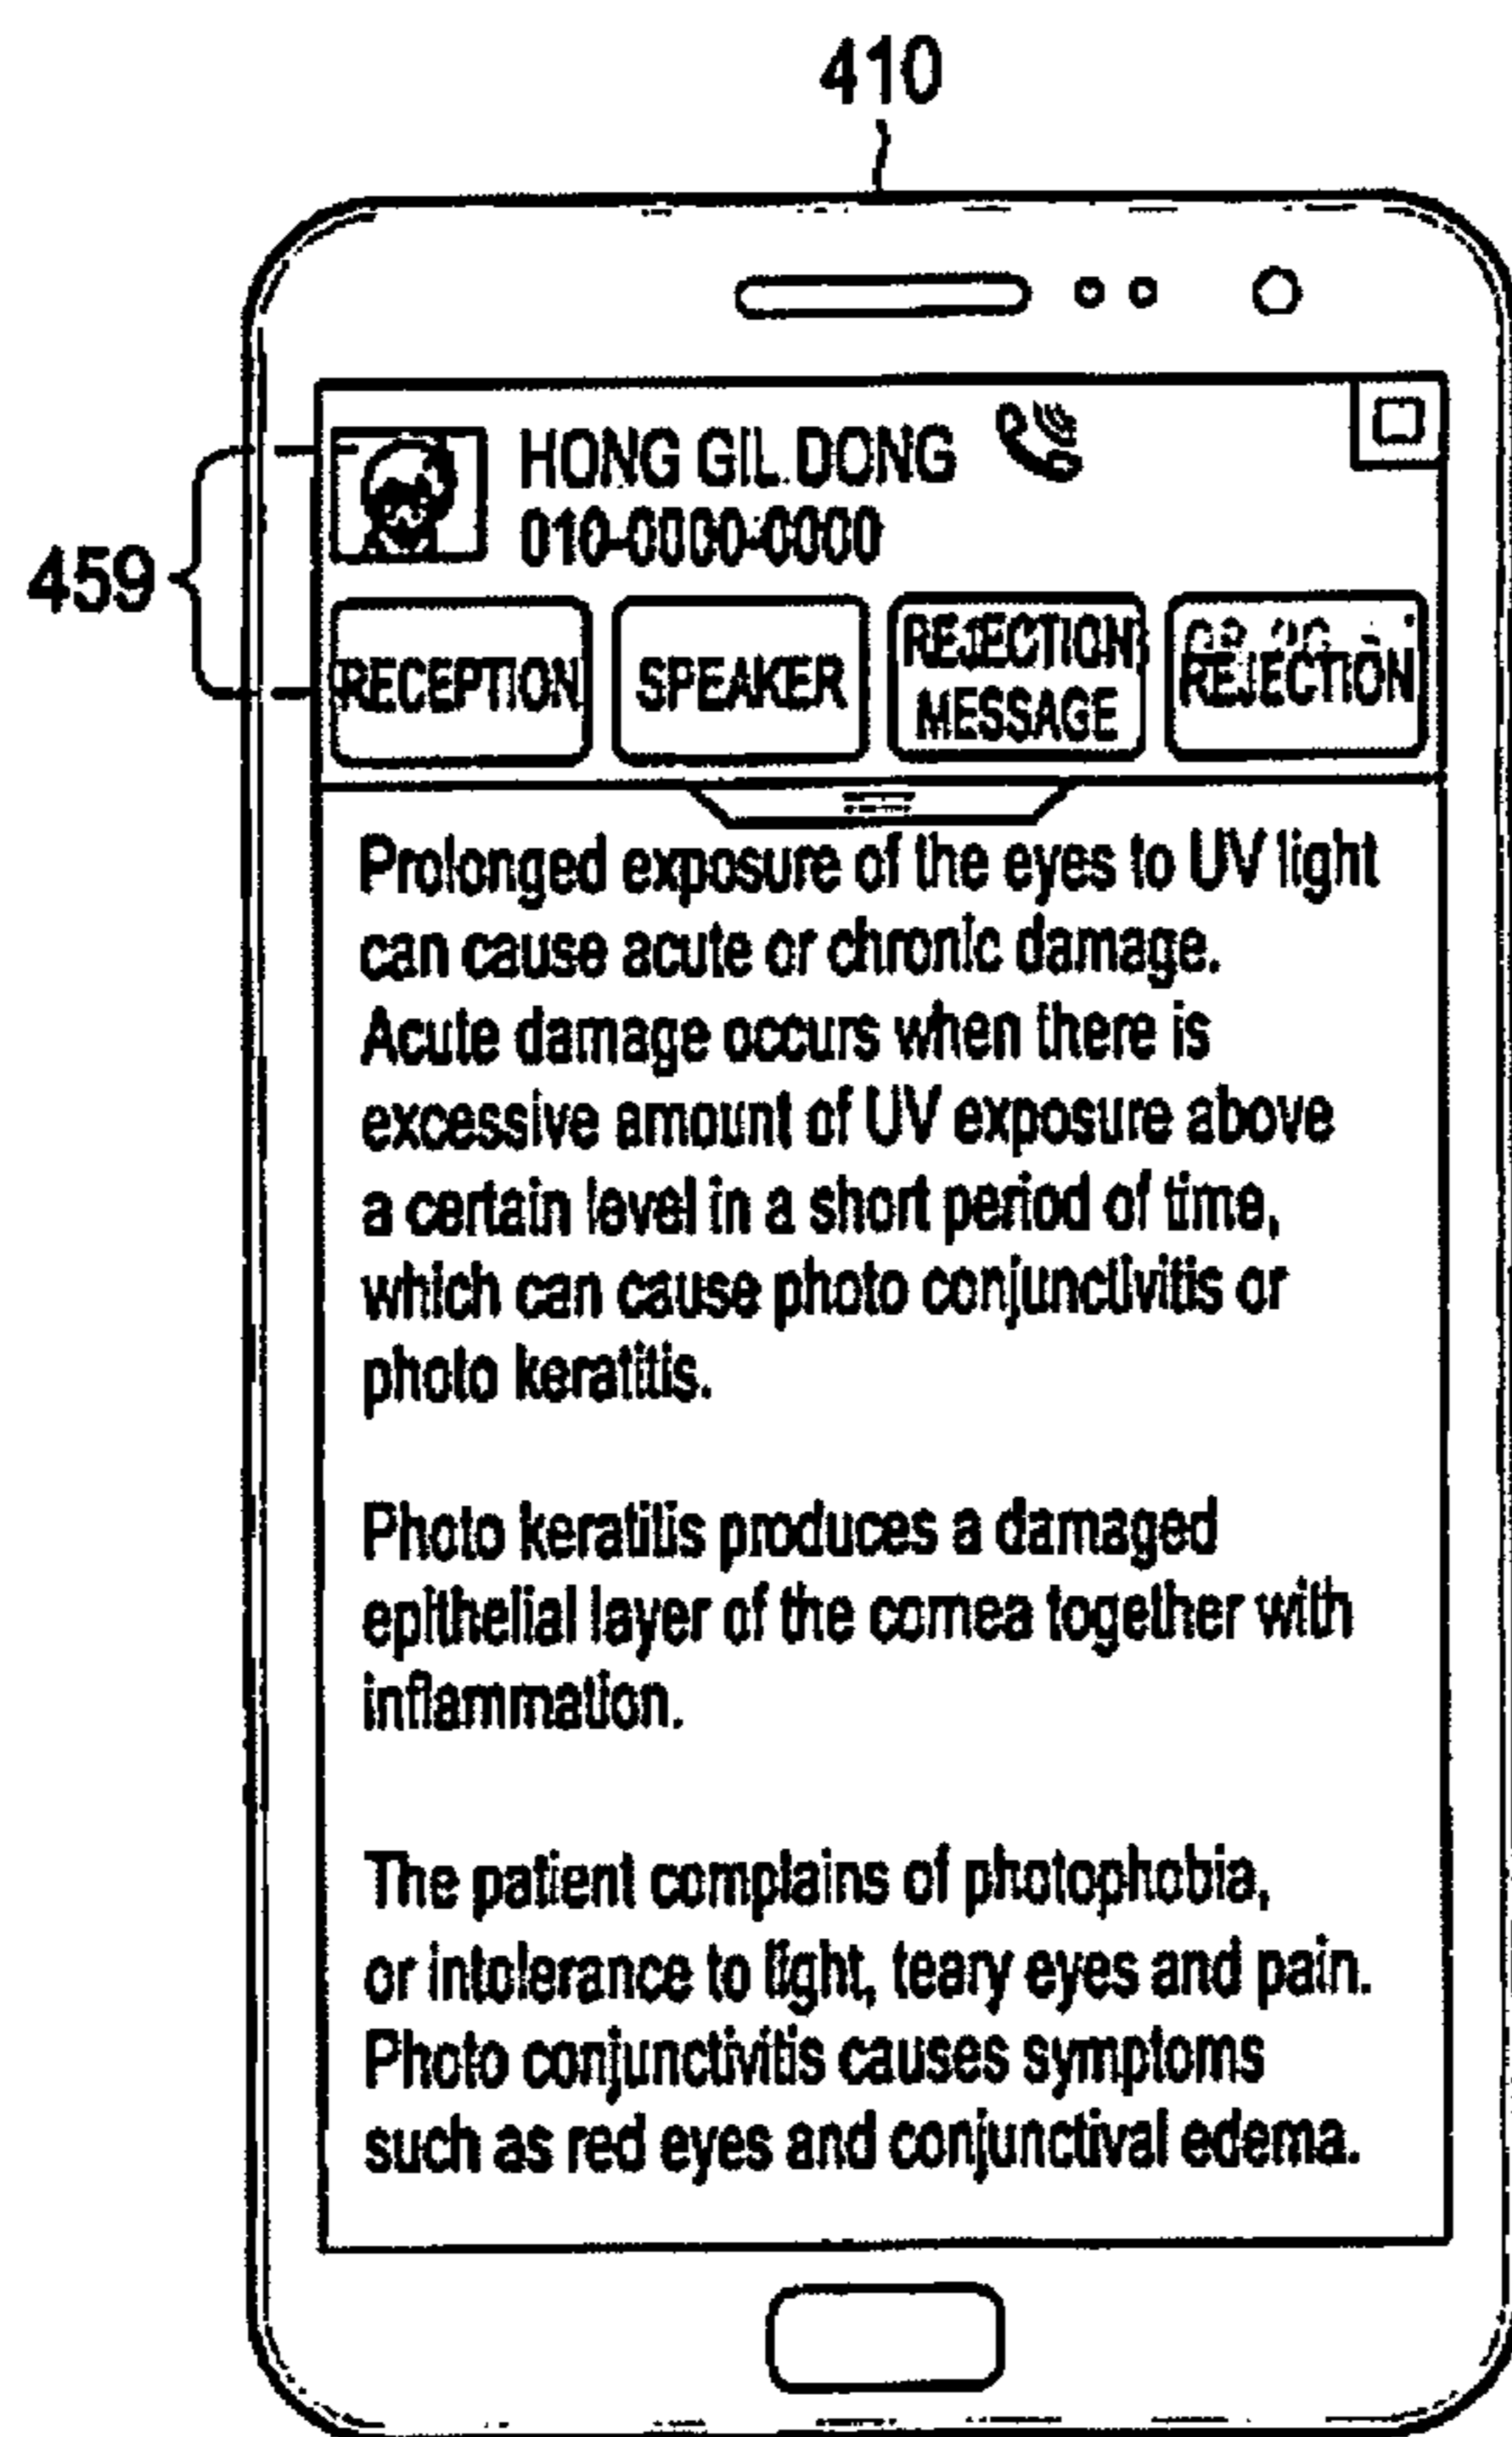 410
HONG GIL.DONG
010-0000-0000
459
RECEPTION
SPEAKER
REJECTION
MESSAGE
REJECTION
Prolonged exposure of the eyes to UV light
can cause acute or chronic damage.
Acute damage occurs when there is
excessive amount of UV exposure above
a certain level in a short period of time,
which can cause photo conjunctivitis or
photo keratitis.
Photo keratitis produces a damaged
epithelial layer of the cornea together with
inflammation.
The patient complains of photophobia,
or intolerance to light, teary eyes and pain.
Photo conjunctivitis causes symptoms
such as red eyes and conjunctival edema.